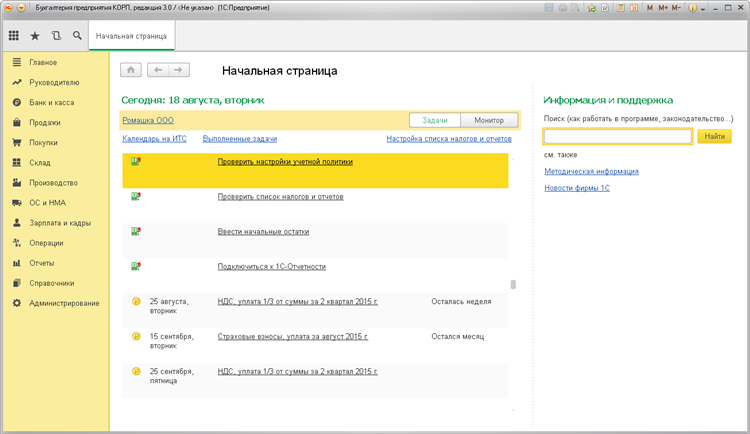 Бухгалтерия предприятия КОРП, редакция 3.0 / <Не указано> (1С:Предприятие)
M M+ M-
Начальная страница
Главное
Руководителю
Банк и касса
Продажи
Покупки
Склад
Производство
ОС и НМА
Зарплата и кадры
Операции
Отчеты
Справочники
Администрирование
Начальная страница
Сегодня: 18 августа, вторник
Ромашка ООО
Задачи Монитор
Календарь на ИТС Выполненные задачи Настройка списка налогов и отчетов
Проверить настройки учетной политики
Проверить список налогов и отчетов
Ввести начальные остатки
Подключиться к 1С-Отчетности
25 августа, вторник НДС, уплата 1/3 от суммы за 2 квартал 2015 г. Осталась неделя
15 сентября, вторник Страховые взносы, уплата за август 2015 г. Остался месяц
25 сентября, пятница НДС, уплата 1/3 от суммы за 2 квартал 2015 г.
Информация и поддержка
Поиск (как работать в программе, законодательство...)
Найти
см. также
Методическая информация
Новости фирмы 1С